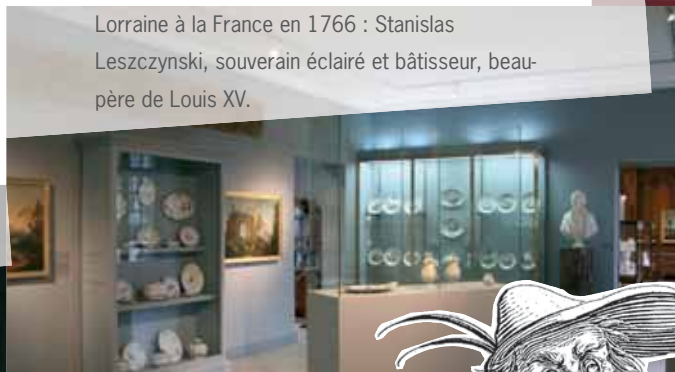 Lorraine à la France en 1766 : Stanislas
Leszczynski, souverain éclairé et bâtisseur, beau-
père de Louis XV.